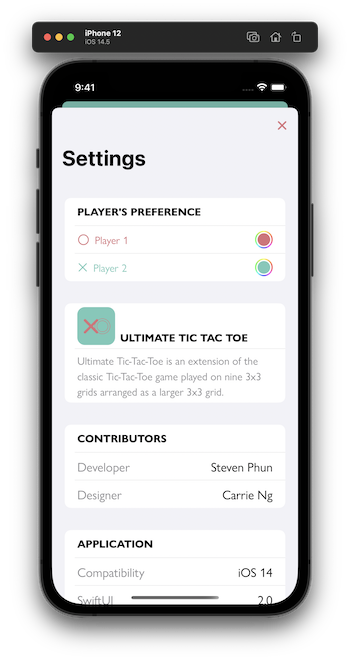 iPhone 12
iOS 14.5
9:41
Settings
PLAYER'S PREFERENCE
Player 1
Player 2
ULTIMATE TIC TAC TOE
Ultimate Tic-Tac-Toe is an extension of the
classic Tic-Tac-Toe game played on nine 3x3
grids arranged as a larger 3x3 grid.
CONTRIBUTORS
Developer Steven Phun
Designer Carrie Ng
APPLICATION
Compatibility iOS 14
SwiftUI 2.0